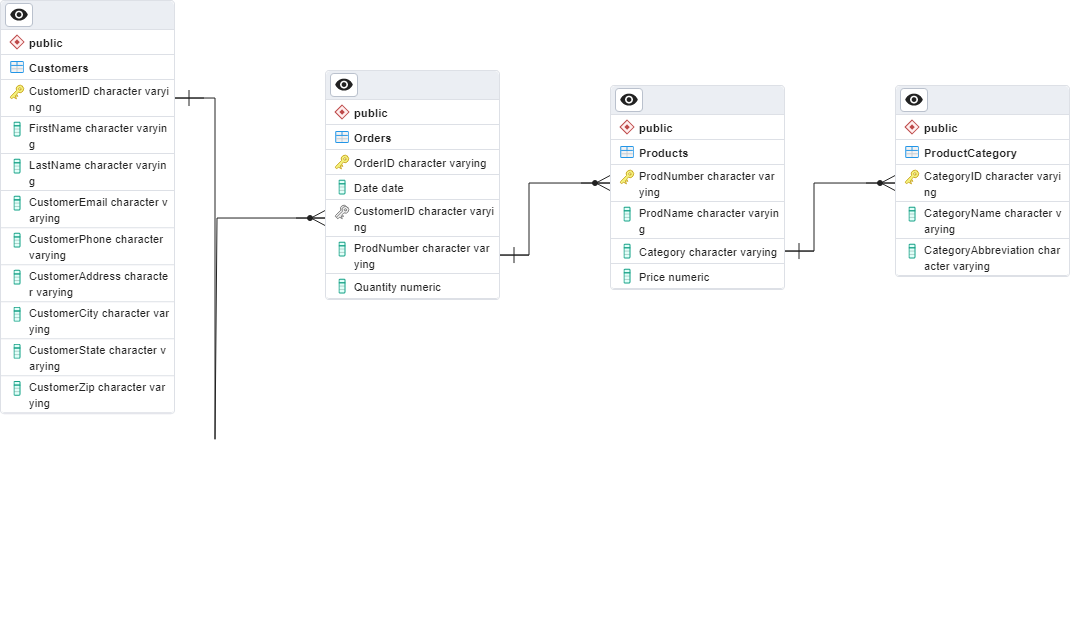 public
Customers
CustomerID character varyi
ng
FirstName character varyin
g
LastName character varyin
g
CustomerEmail character v
arying
CustomerPhone character
varying
CustomerAddress characte
r varying
CustomerCity character var
ying
CustomerState character v
arying
CustomerZip character var
ying
public
Orders
OrderID character varying
Date date
CustomerID character varyi
ng
ProdNumber character var
ying
Quantity numeric
public
Products
ProdNumber character var
ying
ProdName character varyin
g
Category character varying
Price numeric
public
ProductCategory
CategoryID character varyi
ng
CategoryName character v
arying
CategoryAbbreviation char
acter varying